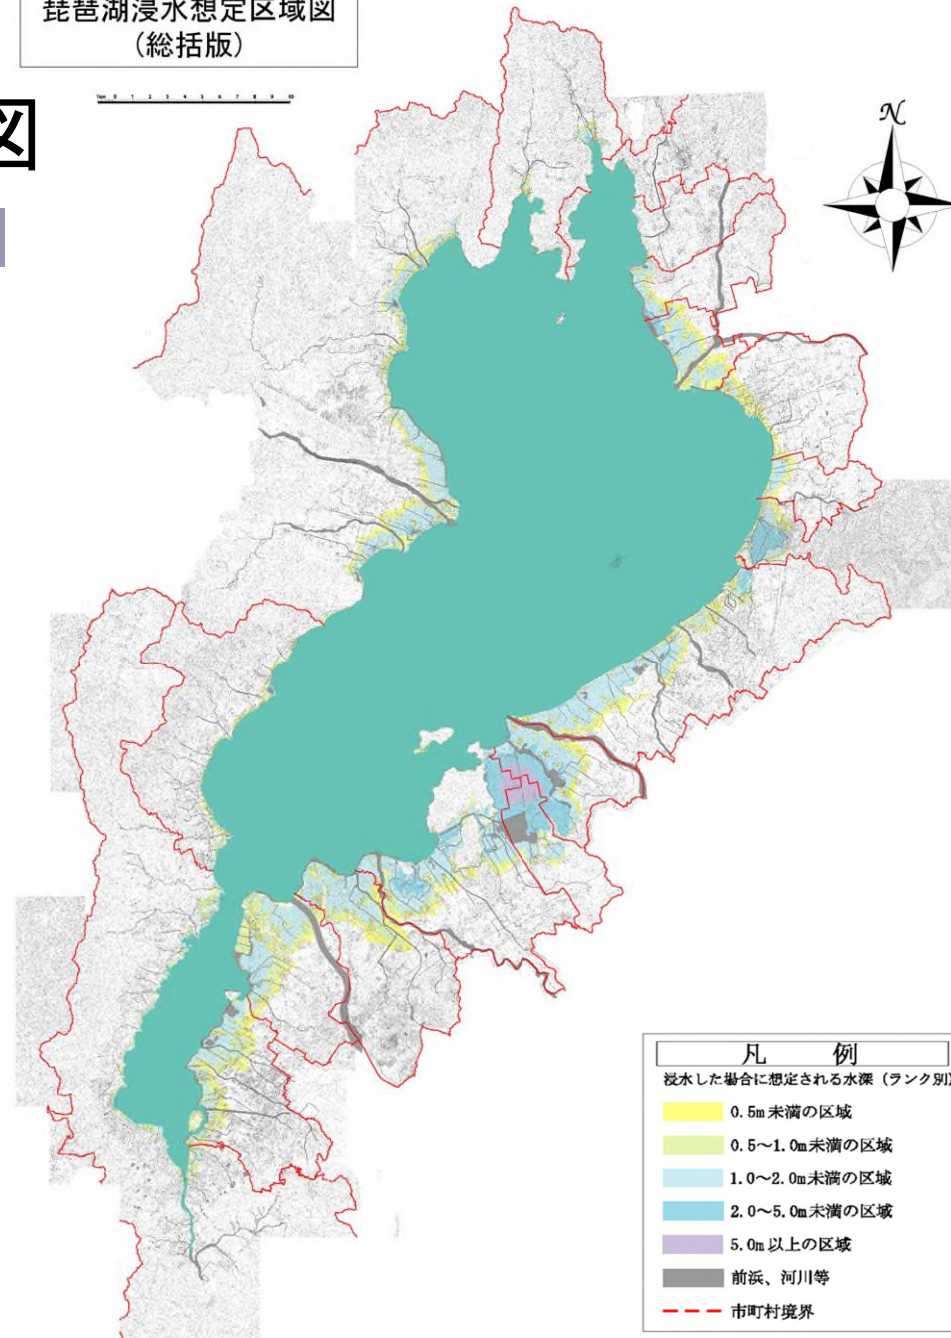 琵琶湖浸水想定区域図
(総括版)
図
N
凡 例
浸水した場合に想定される水深(ランク別)
0.5m未満の区域
0.5~1.0m未満の区域
1.0~2.0m未満の区域
2.0~5.0m未満の区域
5.0m以上の区域
前浜、河川等
市町村境界